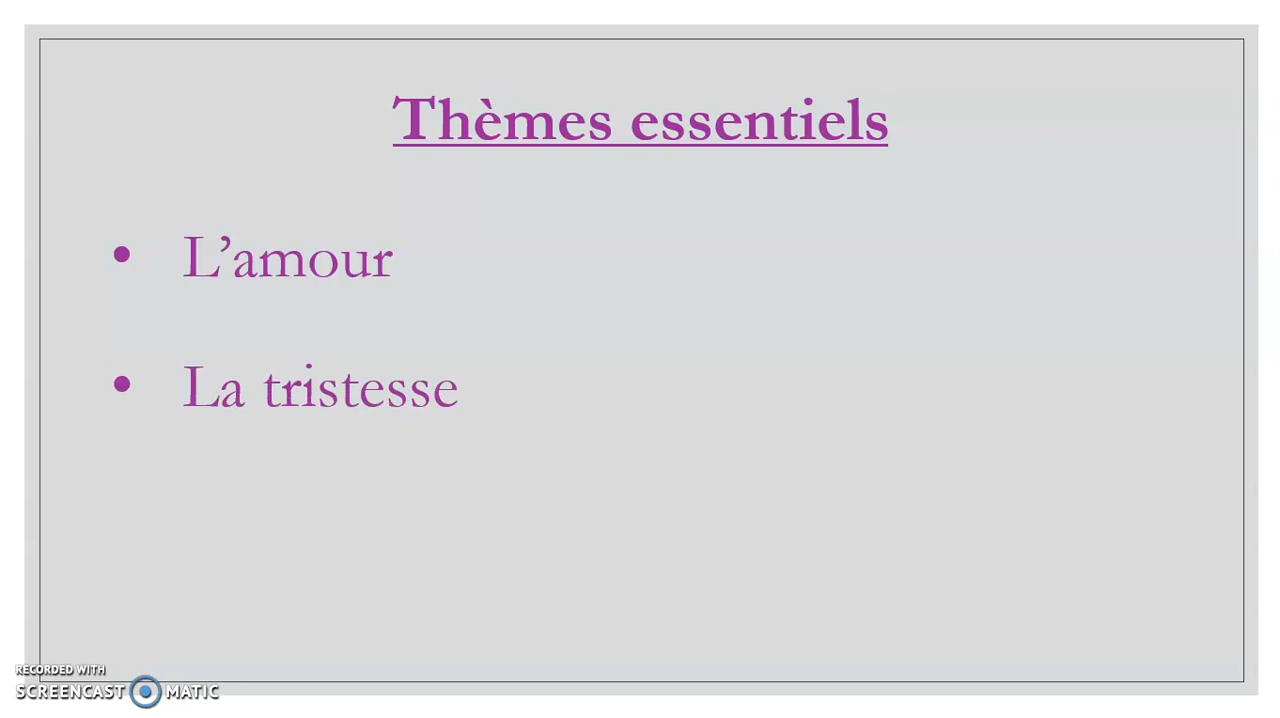 Thèmes essentiels
• L’amour
• La tristesse
RECORDED WITH
SCREENCAST MATIC